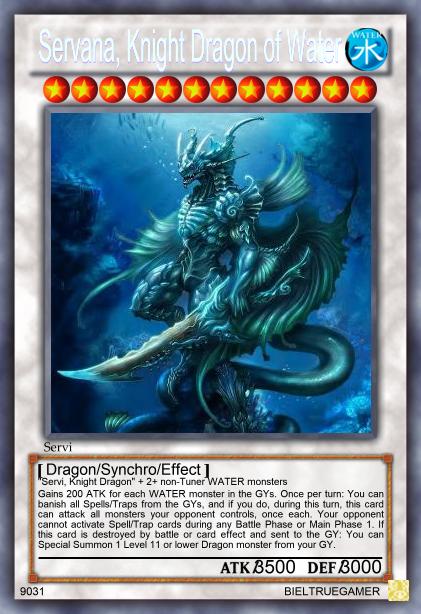 Servana, Knight Dragon of Water
WATER
水
Servi
[ Dragon/Synchro/Effect ]
"Servi, Knight Dragon" + 2+ non-Tuner WATER monsters
Gains 200 ATK for each WATER monster in the GYs. Once per turn: You can
banish all Spells/Traps from the GYs, and if you do, during this turn, this card
can attack all monsters your opponent controls, once each. Your opponent
cannot activate Spell/Trap cards during any Battle Phase or Main Phase 1. If
this card is destroyed by battle or card effect and sent to the GY: You can
Special Summon 1 Level 11 or lower Dragon monster from your GY.
ATK/3500 DEF/3000
9031 BIELTRUEGAMER